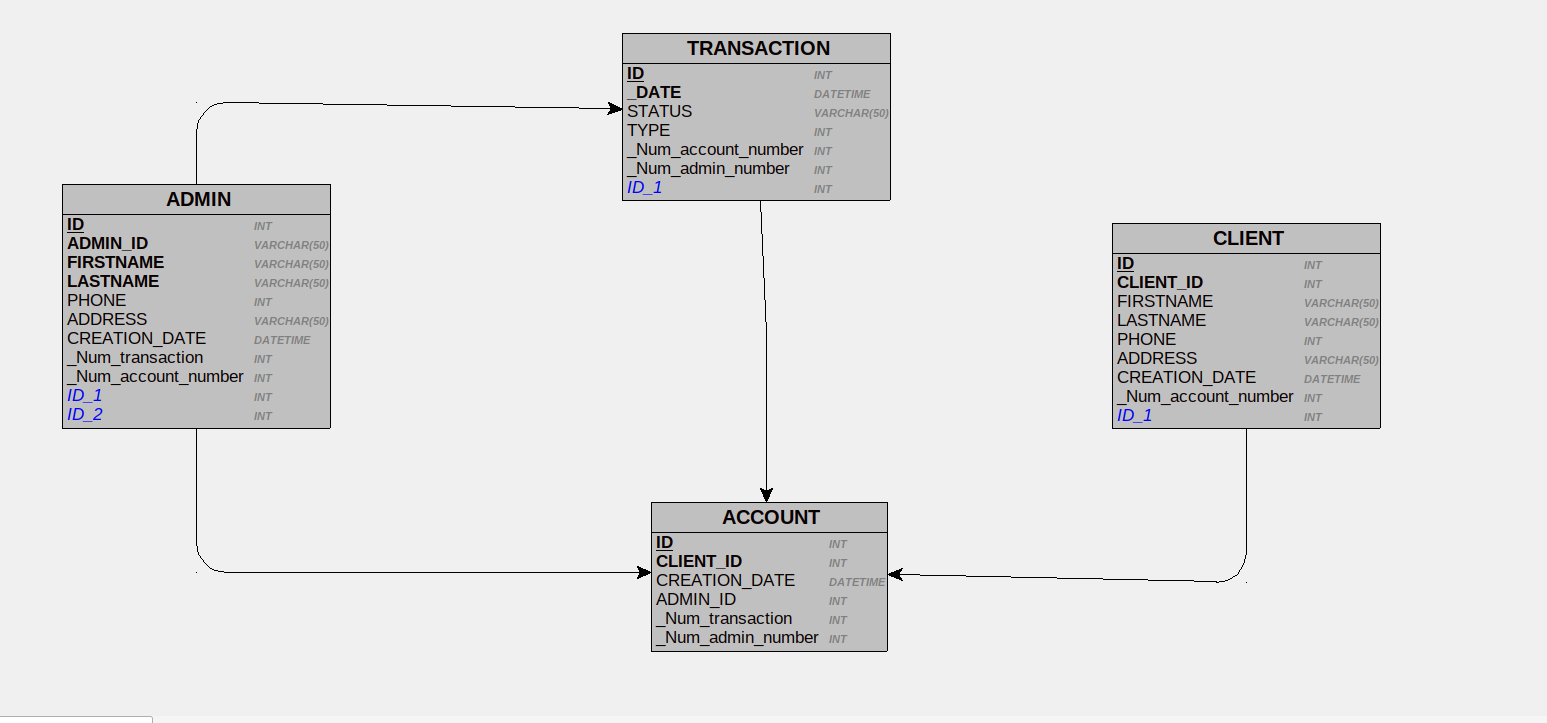 TRANSACTION
ID INT
_DATE DATETIME
STATUS VARCHAR(50)
TYPE INT
_Num_account_number INT
_Num_admin_number INT
ID_1 INT
ADMIN
ID INT
ADMIN_ID VARCHAR(50)
FIRSTNAME VARCHAR(50)
LASTNAME VARCHAR(50)
PHONE INT
ADDRESS VARCHAR(50)
CREATION_DATE DATETIME
_Num_transaction INT
_Num_account_number INT
ID_1 INT
ID_2 INT
CLIENT
ID INT
CLIENT_ID INT
FIRSTNAME VARCHAR(50)
LASTNAME VARCHAR(50)
PHONE INT
ADDRESS VARCHAR(50)
CREATION_DATE DATETIME
_Num_account_number INT
ID_1 INT
ACCOUNT
ID INT
CLIENT_ID INT
CREATION_DATE DATETIME
ADMIN_ID INT
_Num_transaction INT
_Num_admin_number INT